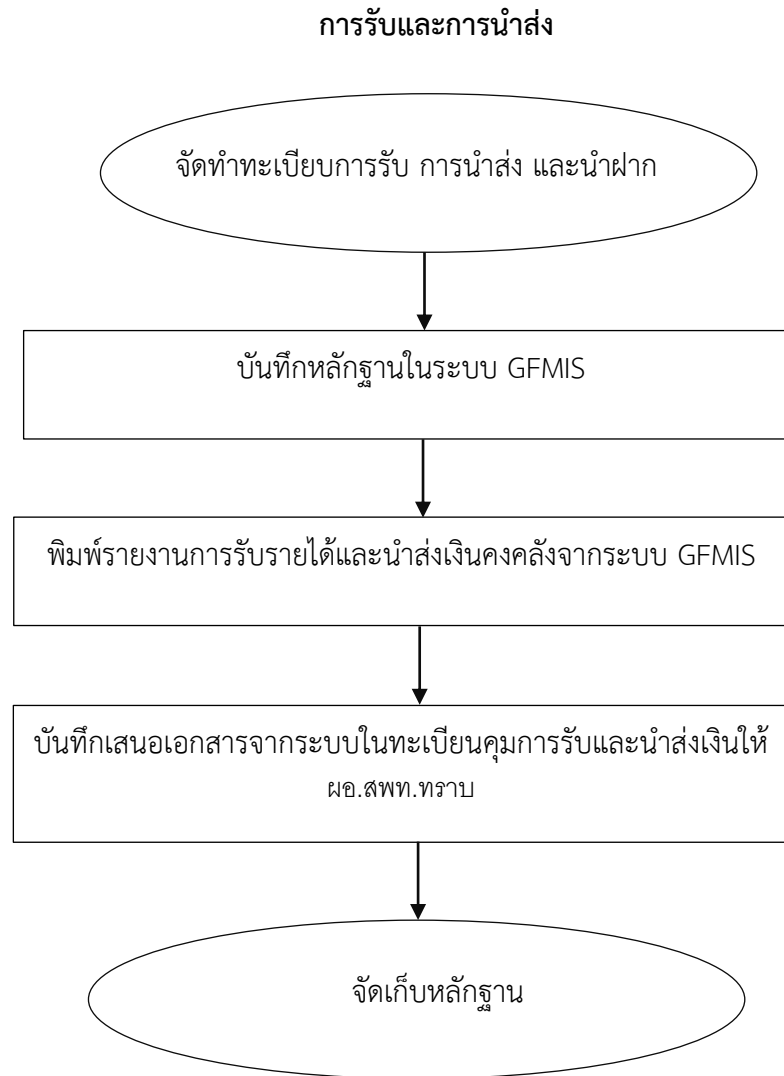 การรับและการนำส่ง
จัดทำทะเบียบการรับ การนำส่ง และนำฝาก
บันทึกหลักฐานในระบบ GFMIS
พิมพ์รายงานการรับรายได้และนำส่งเงินคงคลังจากระบบ GFMIS
บันทึกเสนอเอกสารจากระบบในทะเบียนคุมการรับและนำส่งเงินให้
ผอ.สพท.ทราบ
จัดเก็บหลักฐาน